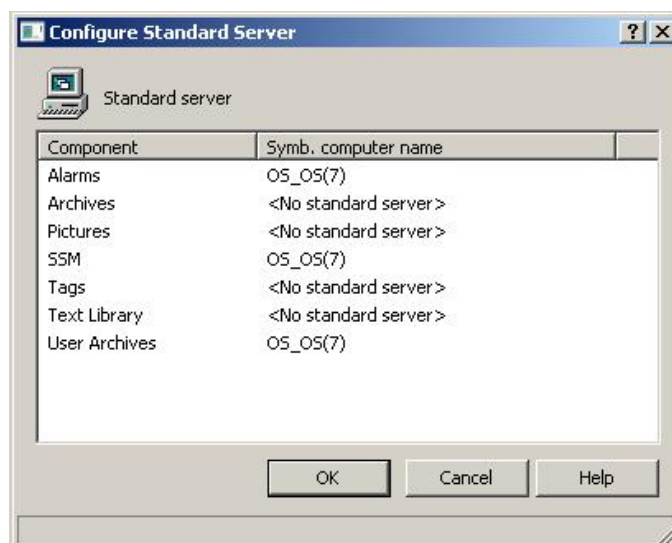 Configure Standard Server
Standard server
Component Symb. computer name
Alarms OS_OS(7)
Archives <No standard server>
Pictures <No standard server>
SSM OS_OS(7)
Tags <No standard server>
Text Library <No standard server>
User Archives OS_OS(7)
OK Cancel Help